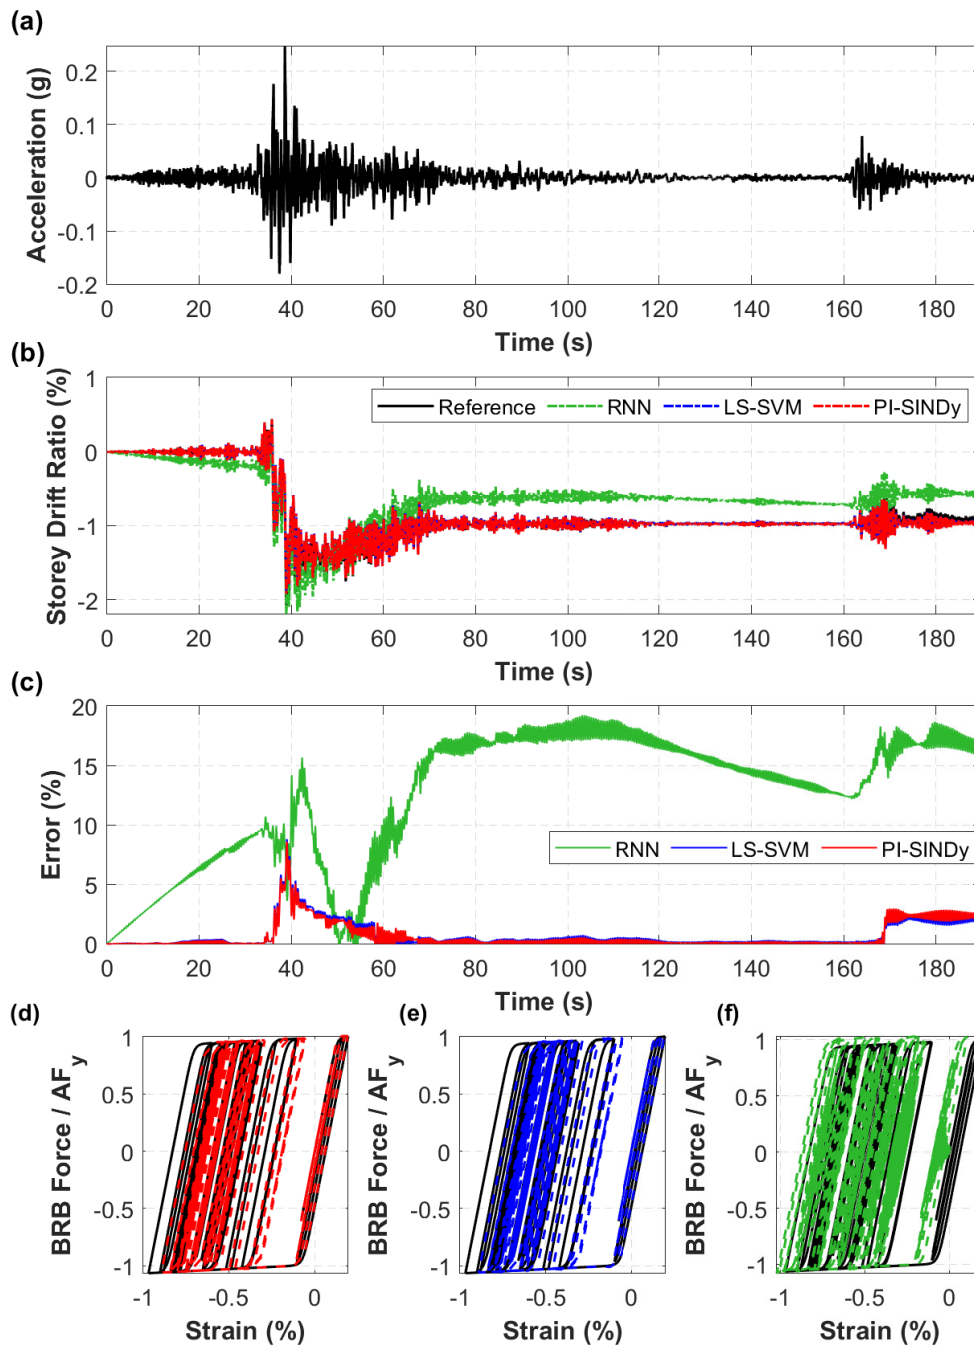 (a)
Acceleration (g)
0.2
0.1
0
-0.1
-0.2
0 20 40 60 80 100 120 140 160 180
Time (s)
(b)
Storey Drift Ratio (%)
1
0
-1
-2
Reference RNN LS-SVM PI-SINDy
0 20 40 60 80 100 120 140 160 180
Time (s)
(c)
Error (%)
20
15
10
5
0
RNN LS-SVM PI-SINDy
0 20 40 60 80 100 120 140 160 180
Time (s)
(d)
BRB Force / AFy
1
0.5
0
-0.5
-1
-1 -0.5 0
Strain (%)
(e)
BRB Force / AFy
1
0.5
0
-0.5
-1
-1 -0.5 0
Strain (%)
(f)
BRB Force / AFy
1
0.5
0
-0.5
-1
-1 -0.5 0
Strain (%)